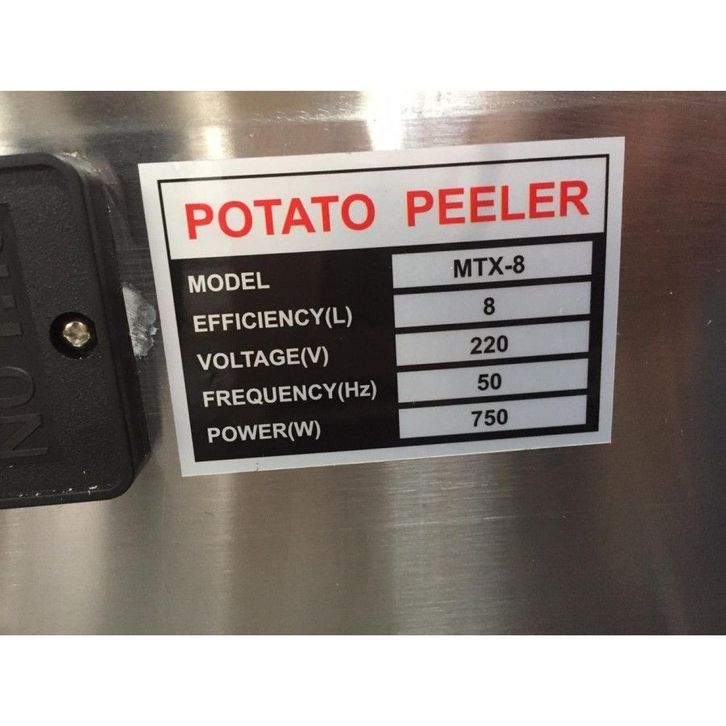 POTATO PEELER
MODEL MTX-8
EFFICIENCY(L) 8
VOLTAGE(V) 220
FREQUENCY(Hz) 50
POWER(W) 750